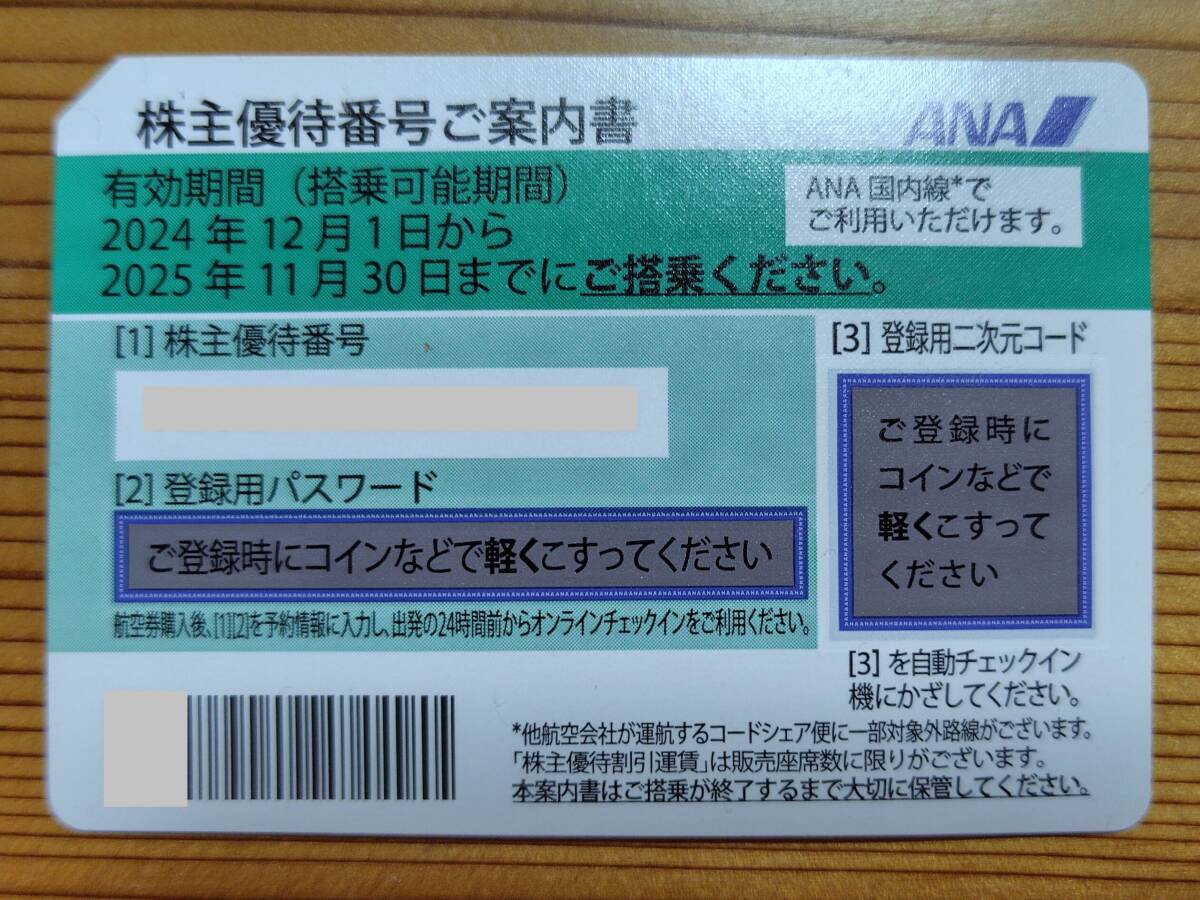 株主優待番号ご案内書
ANA
有効期間（搭乗可能期間）
2024年12月1日から
2025年11月30日までにご搭乗ください。
ANA 国内線*で
ご利用いただけます。
[1] 株主優待番号
[2] 登録用パスワード
ご登録時にコインなどで軽くこすってください
航空券購入後、[1][2]を予約情報に入力し、出発の24時間前からオンラインチェックインをご利用ください。
[3] 登録用二次元コード
ご登録時に
コインなどで
軽くこすって
ください
[3] を自動チェックイン
機にかざしてください。
*他航空会社が運航するコードシェア便に一部対象外路線がございます。
「株主優待割引運賃」は販売座席数に限りがございます。
本案内書はご搭乗が終了するまで大切に保管してください。